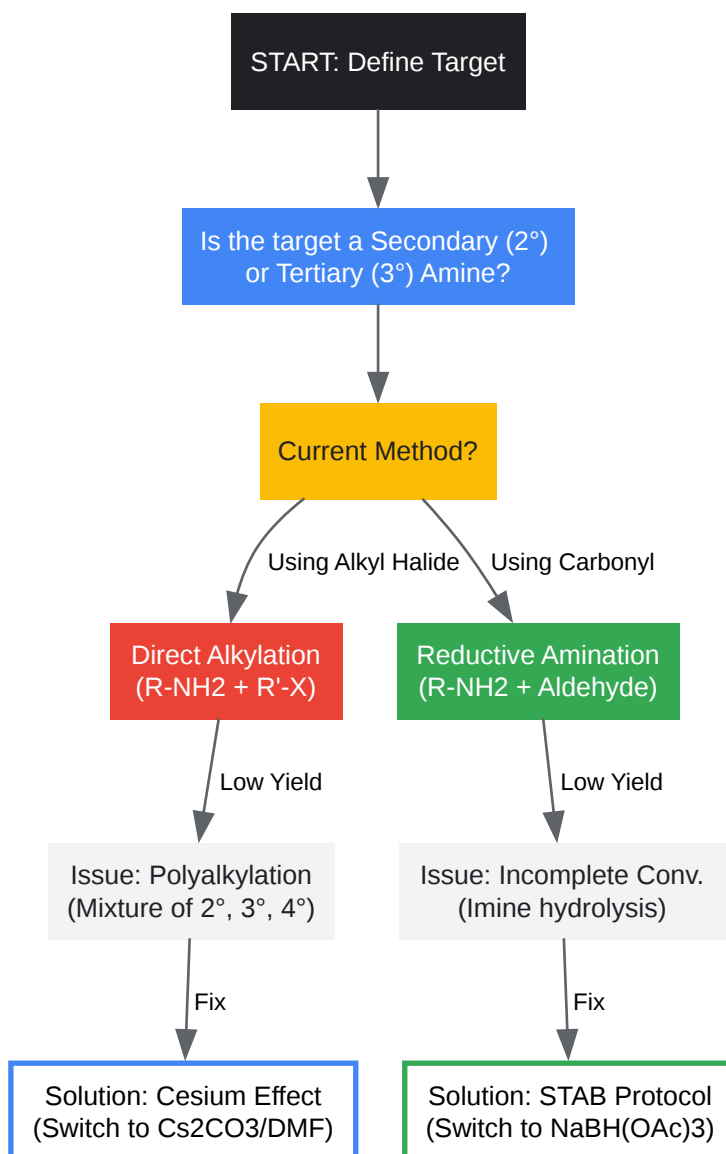 START: Define Target
Is the target a Secondary (2°)
or Tertiary (3°) Amine?
Current Method?
Using Alkyl Halide
Using Carbonyl
Direct Alkylation
(R-NH2 + R'-X)
Reductive Amination
(R-NH2 + Aldehyde)
Low Yield
Low Yield
Issue: Polyalkylation
(Mixture of 2°, 3°, 4°)
Issue: Incomplete Conv.
(Imine hydrolysis)
Fix
Fix
Solution: Cesium Effect
(Switch to Cs2CO3/DMF)
Solution: STAB Protocol
(Switch to NaBH(OAc)3)